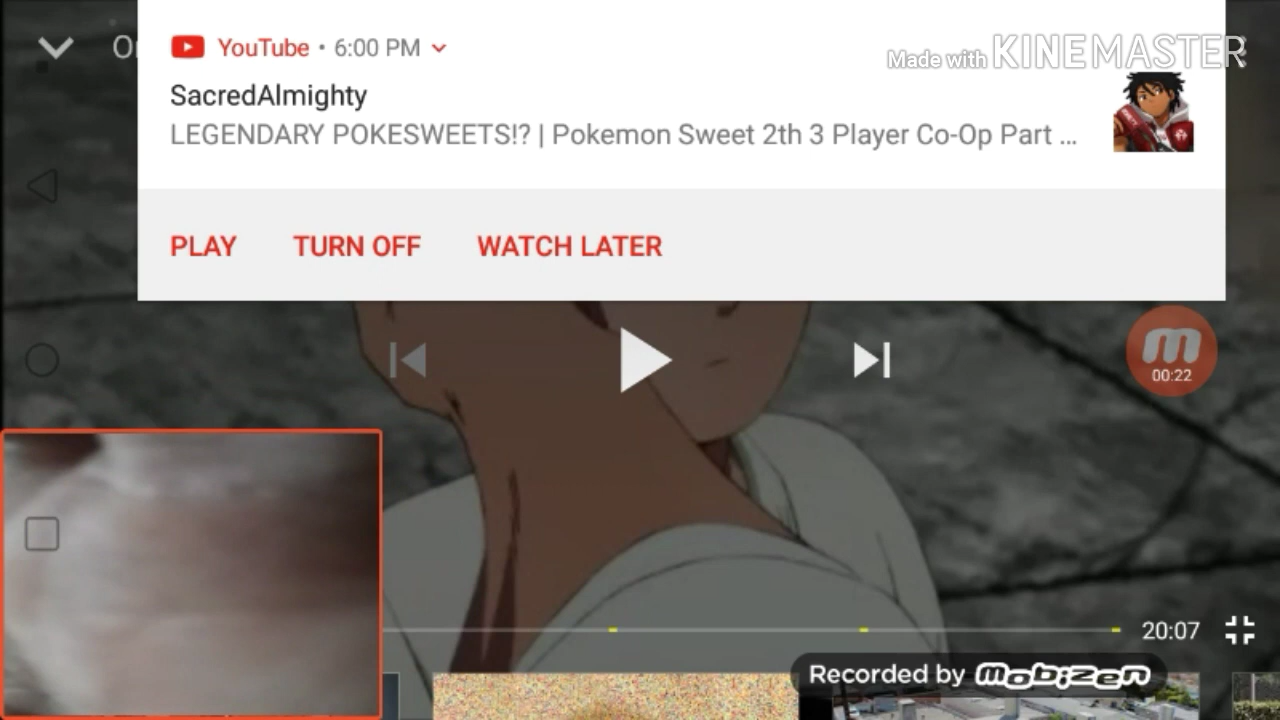 Or
YouTube • 6:00 PM
Made with KINEMASTER
SacredAlmighty
LEGENDARY POKESWEETS!? | Pokemon Sweet 2th 3 Player Co-Op Part ...
PLAY TURN OFF WATCH LATER
m
00:22
20:07
Recorded by mobizen